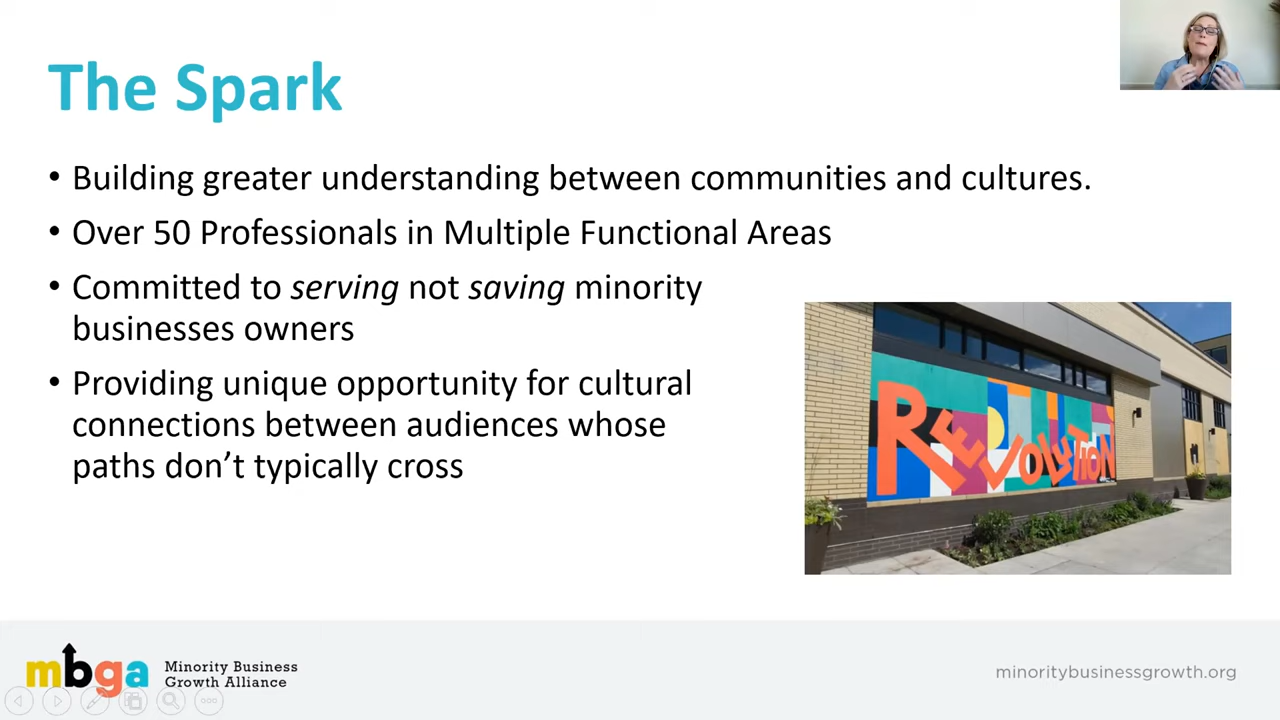 The Spark
• Building greater understanding between communities and cultures.
• Over 50 Professionals in Multiple Functional Areas
• Committed to serving not saving minority
businesses owners
• Providing unique opportunity for cultural
connections between audiences whose
paths don’t typically cross
REVOLUTION
mbga
Minority Business
Growth Alliance
minoritybusinessgrowth.org